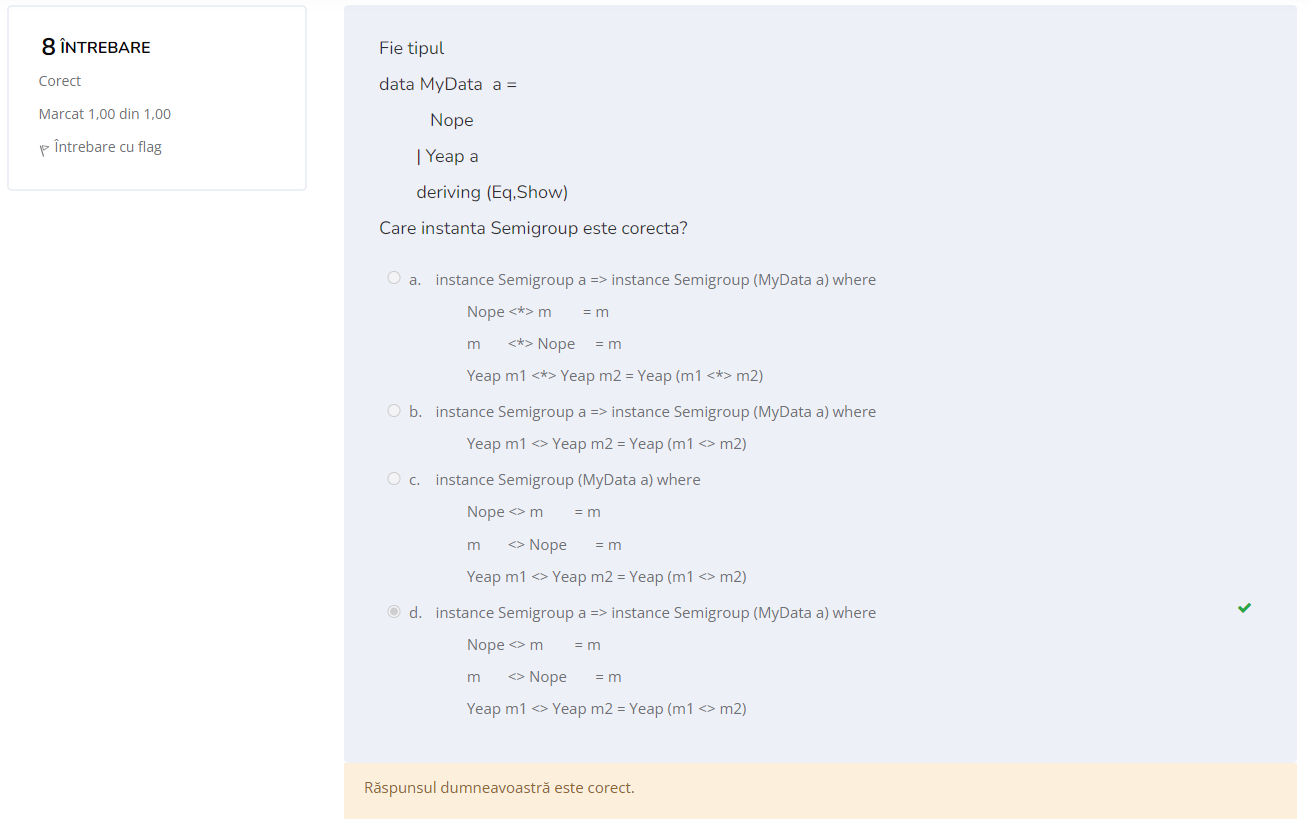 8 ÎNTREBARE
Corect
Marcat 1,00 din 1,00
Întrebare cu flag
Fie tipul
data MyData a =
Nope
| Yeap a
deriving (Eq,Show)
Care instanta Semigroup este corecta?
a. instance Semigroup a => instance Semigroup (MyData a) where
Nope <*> m = m
m <*> Nope = m
Yeap m1 <*> Yeap m2 = Yeap (m1 <*> m2)
b. instance Semigroup a => instance Semigroup (MyData a) where
Yeap m1 <> Yeap m2 = Yeap (m1 <> m2)
c. instance Semigroup (MyData a) where
Nope <> m = m
m <> Nope = m
Yeap m1 <> Yeap m2 = Yeap (m1 <> m2)
d. instance Semigroup a => instance Semigroup (MyData a) where
Nope <> m = m
m <> Nope = m
Yeap m1 <> Yeap m2 = Yeap (m1 <> m2)
Răspunsul dumneavoastră este corect.